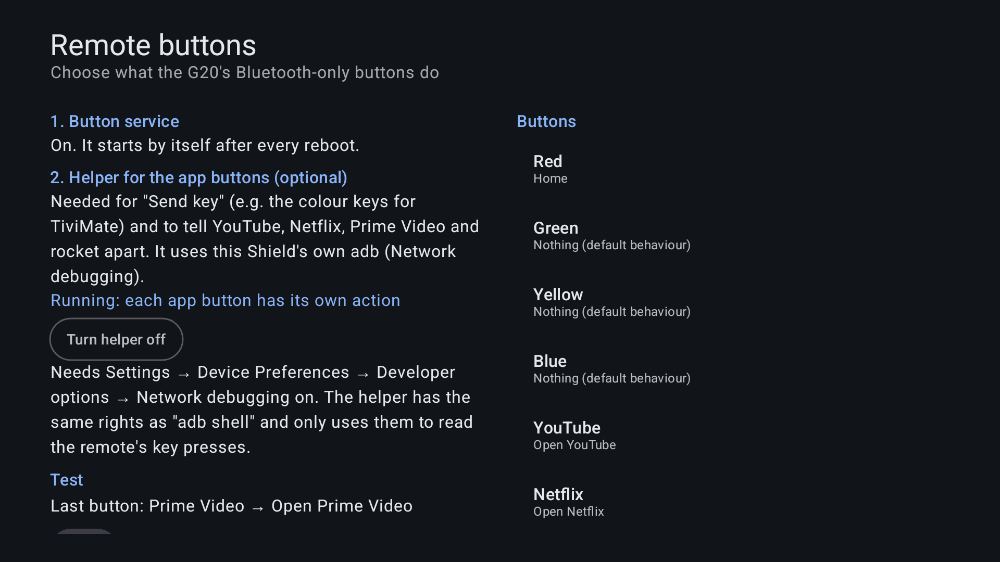 Remote buttons
Choose what the G20's Bluetooth-only buttons do
1. Button service
On. It starts by itself after every reboot.
2. Helper for the app buttons (optional)
Needed for "Send key" (e.g. the colour keys for
TiviMate) and to tell YouTube, Netflix, Prime Video and
rocket apart. It uses this Shield's own adb (Network
debugging).
Running: each app button has its own action
Turn helper off
Needs Settings → Device Preferences → Developer
options → Network debugging on. The helper has the
same rights as "adb shell" and only uses them to read
the remote's key presses.
Test
Last button: Prime Video → Open Prime Video
Buttons
Red
Home
Green
Nothing (default behaviour)
Yellow
Nothing (default behaviour)
Blue
Nothing (default behaviour)
YouTube
Open YouTube
Netflix
Open Netflix